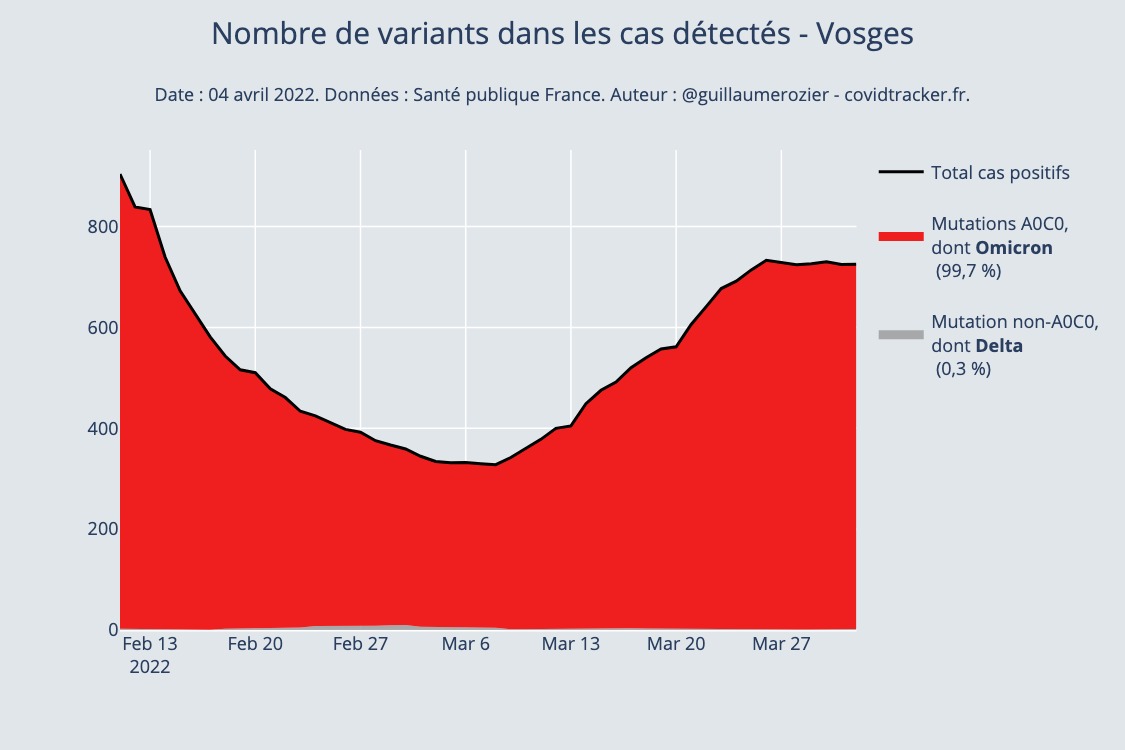 Nombre de variants dans les cas détectés - Vosges
Date : 04 avril 2022. Données : Santé publique France. Auteur : @guillaumerozier - covidtracker.fr.
Total cas positifs
Mutations A0C0,
dont Omicron
(99,7 %)
Mutation non-A0C0,
dont Delta
(0,3 %)
800
600
400
200
0
Feb 13
2022
Feb 20
Feb 27
Mar 6
Mar 13
Mar 20
Mar 27